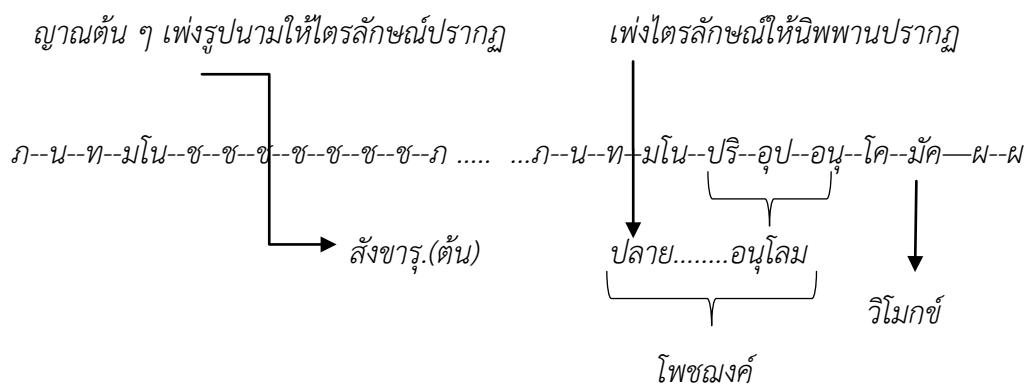 ญาณต้น ๆ เพ่งรูปนามให้ไตรลักษณ์ปรากฏ เพ่งไตรลักษณ์ให้นิพพานปรากฏ
ภ--น--ท--มโน--ช--ช--ช--ช--ช--ช--ช--ภ ..... ...ภ--น--ท--มโน--ปริ--อุป--อนุ--โค--มัค—ผ--ผ
สังขารุ.(ต้น) ปลาย........อนุโลม
วิโมกข์
โพชฌงค์